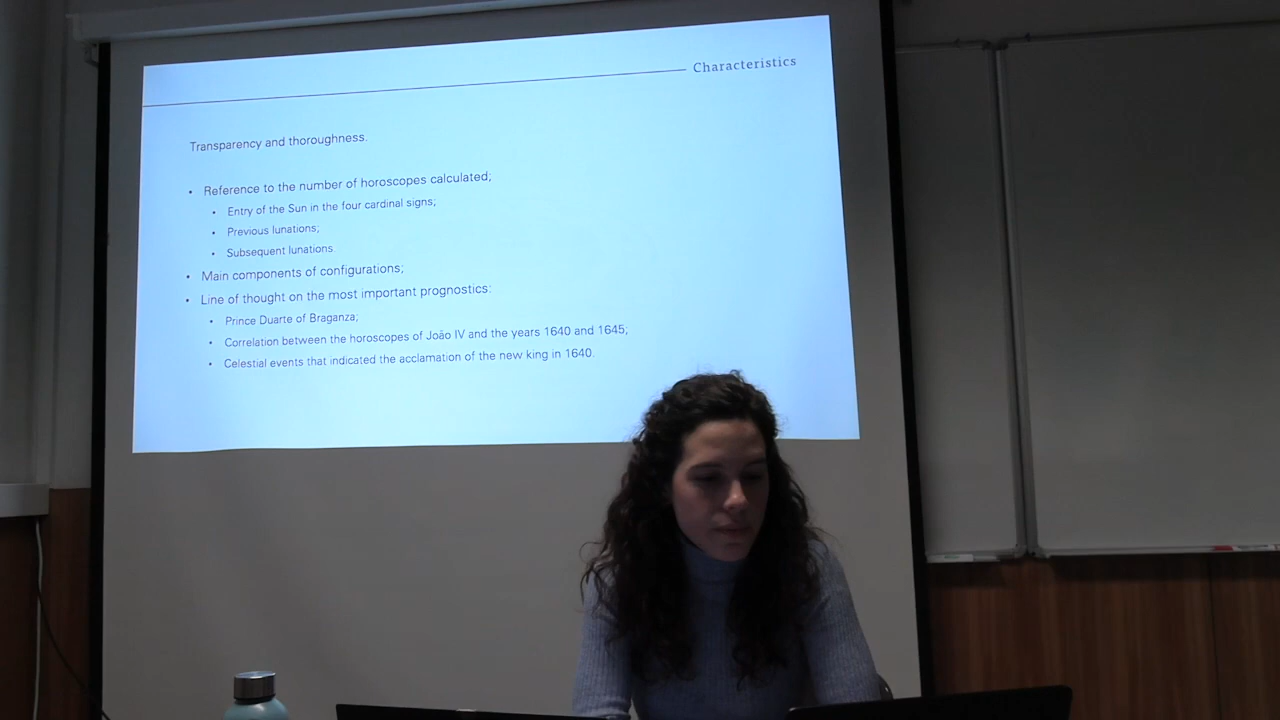 Characteristics
Transparency and thoroughness.
• Reference to the number of horoscopes calculated;
• Entry of the Sun in the four cardinal signs;
• Previous lunations;
• Subsequent lunations.
• Main components of configurations;
• Line of thought on the most important prognostics:
• Prince Duarte of Braganza;
• Correlation between the horoscopes of João IV and the years 1640 and 1645;
• Celestial events that indicated the acclamation of the new king in 1640.